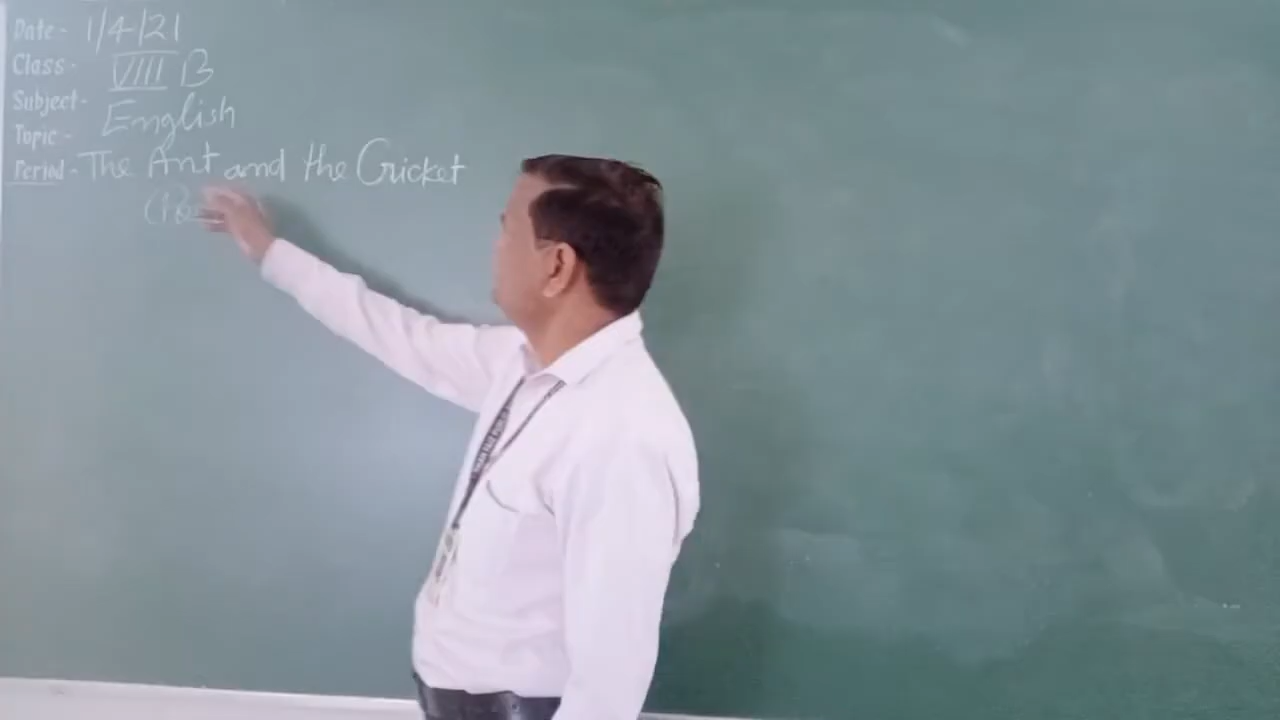 Date - 1/4/21
Class - VIII B
Subject - English
Topic -
Period - The Ant and the Cricket